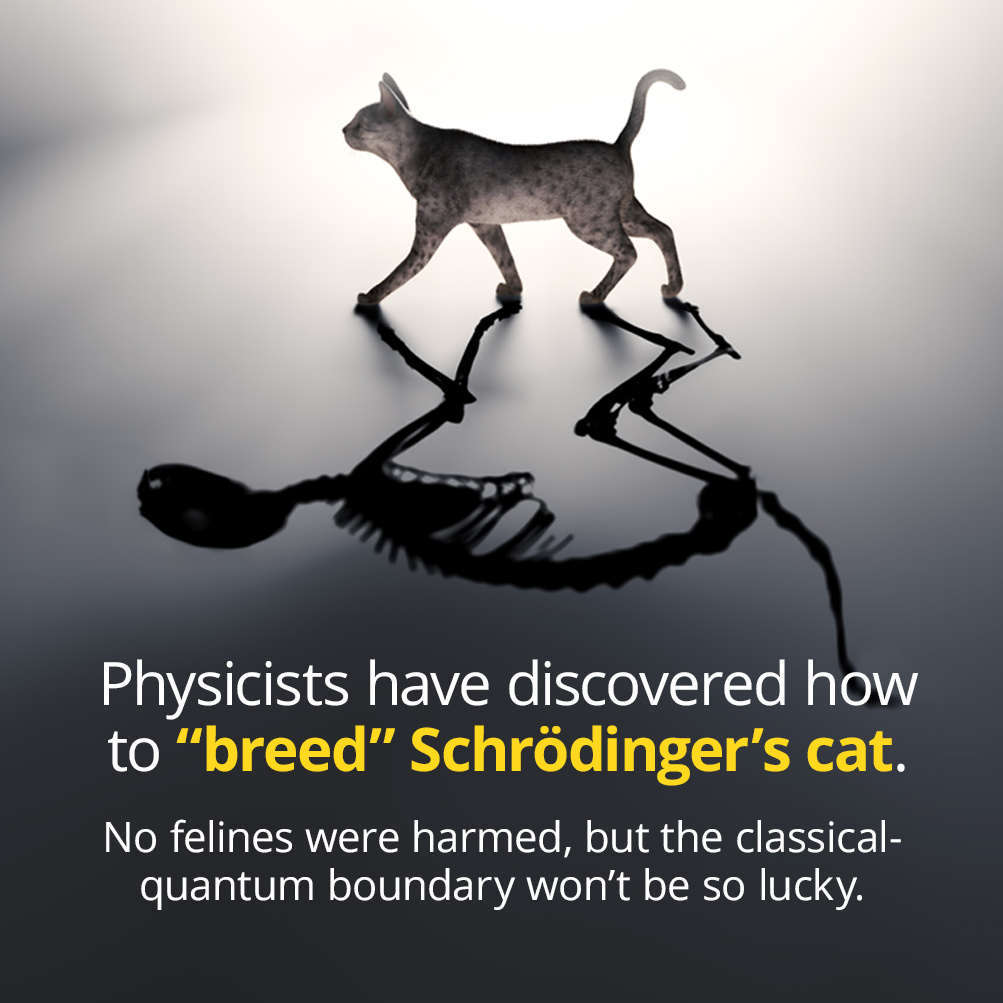 Physicists have discovered how
to “breed” Schrödinger’s cat.
No felines were harmed, but the classical-
quantum boundary won’t be so lucky.